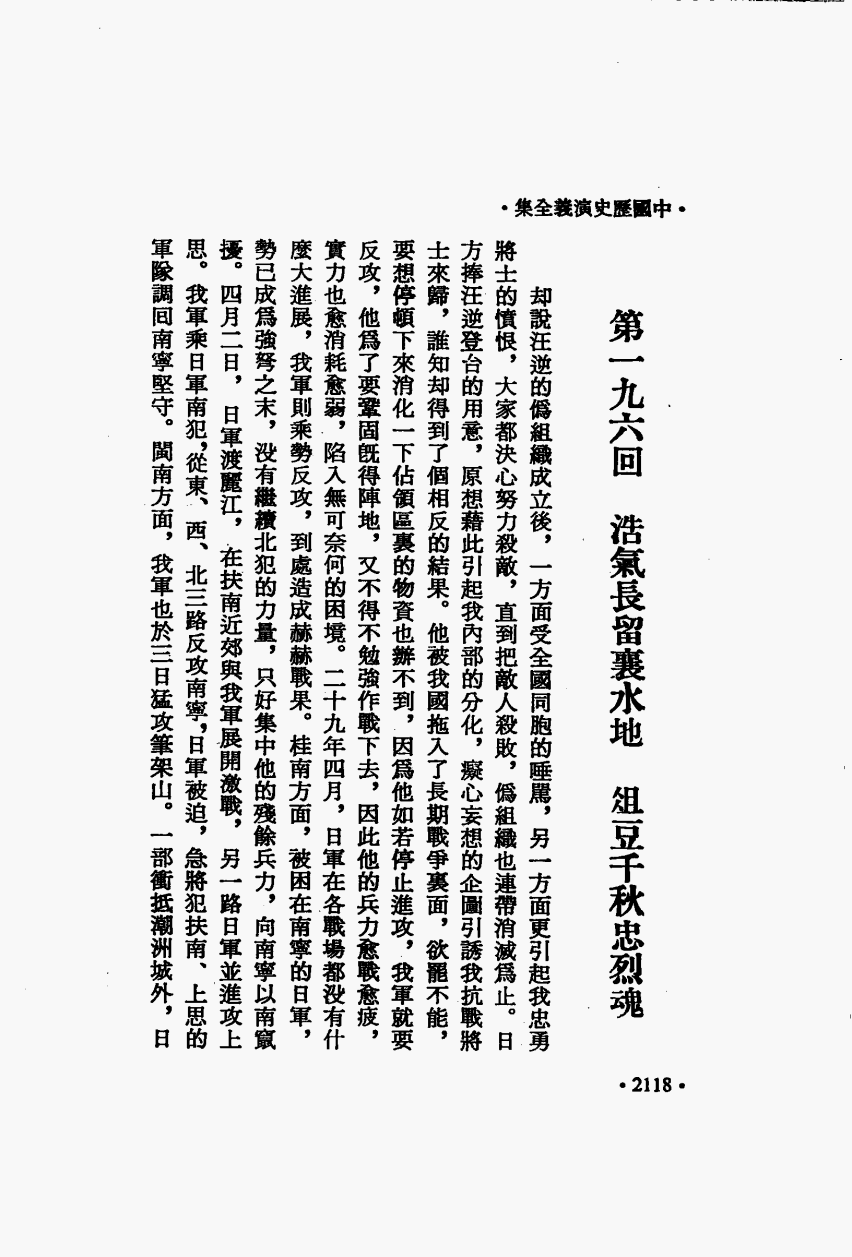 •中國歷史演義全集•
第一九六回　浩氣長留襄水地　俎豆千秋忠烈魂
却說汪逆的僞組織成立後，一方面受全國同胞的唾駡，另一方面更引起我忠勇
將士的憤恨，大家都決心努力殺敵，直到把敵人殺敗，僞組織也連帶消滅爲止。日
方捧汪逆登台的用意，原想藉此引起我內部的分化，癡心妄想的企圖引誘我抗戰將
士來歸，誰知却得到了個相反的結果。他被我國拖入了長期戰爭裏面，欲罷不能，
要想停頓下來消化一下佔領區裏的物資也辦不到，因爲他如若停止進攻，我軍就要
反攻，他爲了要鞏固旣得陣地，又不得不勉強作戰下去，因此他的兵力愈戰愈疲，
實力也愈消耗愈弱，陷入無可奈何的困境。二十九年四月，日軍在各戰場都沒有什
麼大進展，我軍則乘勢反攻，到處造成赫赫戰果。桂南方面，被困在南寧的日軍，
勢已成爲強弩之末，沒有繼續北犯的力量，只好集中他的殘餘兵力，向南寧以南竄
擾。四月二日，日軍渡麗江，在扶南近郊與我軍展開激戰，另一路日軍並進攻上
思。我軍乘日軍南犯，從東、西、北三路反攻南寧，日軍被迫，急將犯扶南、上思的
軍隊調囘南寧堅守。閩南方面，我軍也於三日猛攻筆架山。一部衝抵潮洲城外，日
•2118•